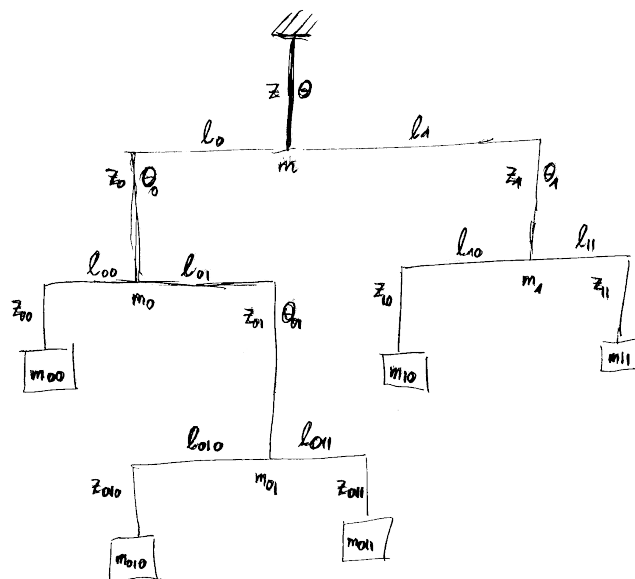 z θ
l₀ l₁
m
z₀ θ₀ z₁ θ₁
l₀₀ l₀₁ l₁₀ l₁₁
m₀ m₁
z₀₀ z₀₁ θ₀₁ z₁₀ z₁₁
m₀₀ m₁₀ m₁₁
l₀₁₀ l₀₁₁
m₀₁
z₀₁₀ z₀₁₁
m₀₁₀ m₀₁₁